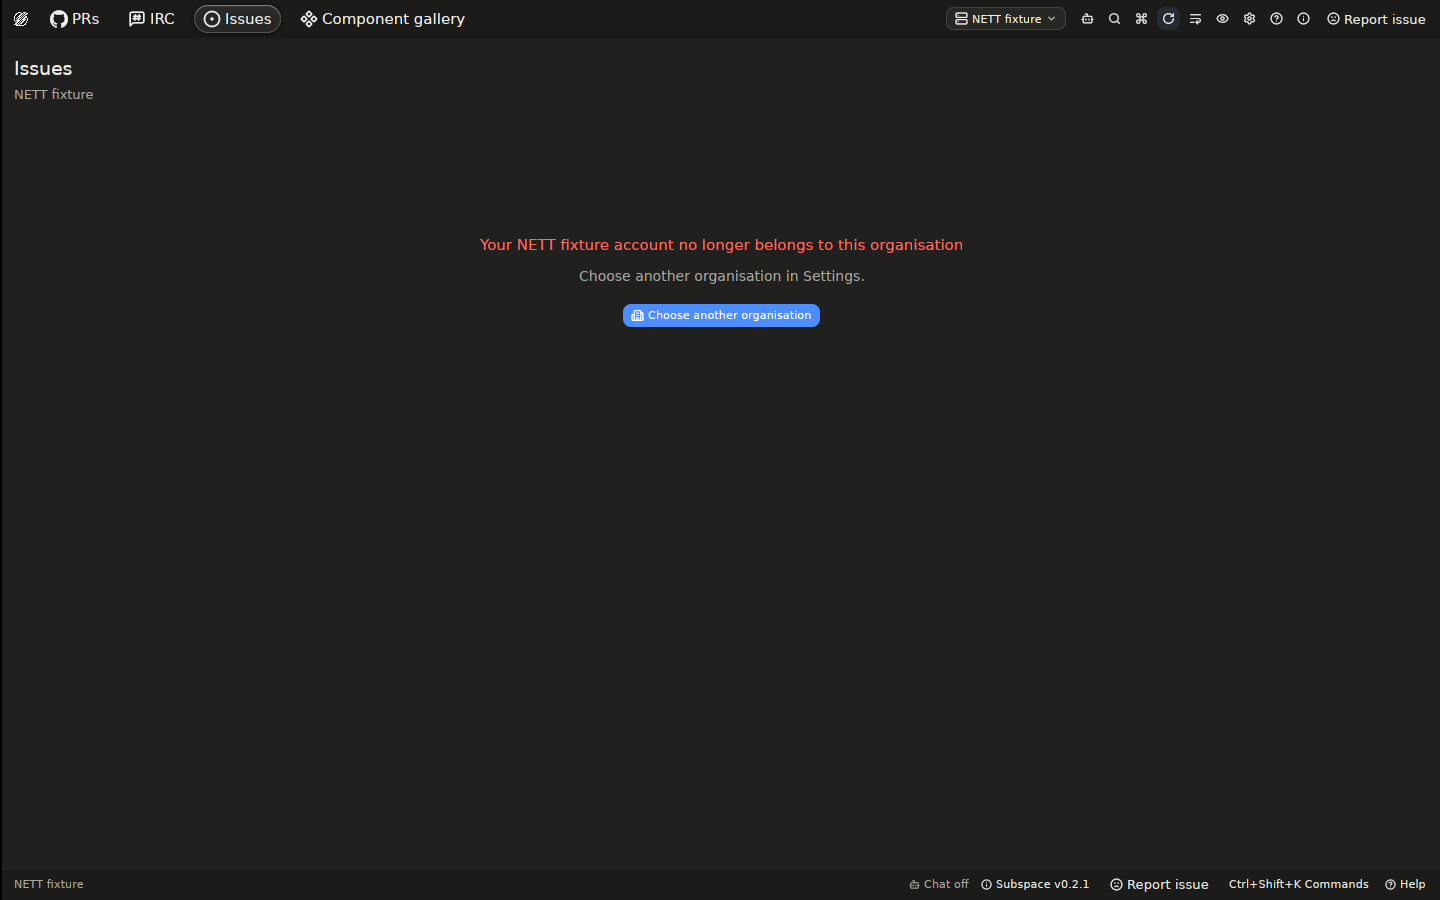 PRs IRC Issues Component gallery NETT fixture Report issue
Issues
NETT fixture
Your NETT fixture account no longer belongs to this organisation
Choose another organisation in Settings.
Choose another organisation
NETT fixture Chat off Subspace v0.2.1 Report issue Ctrl+Shift+K Commands Help